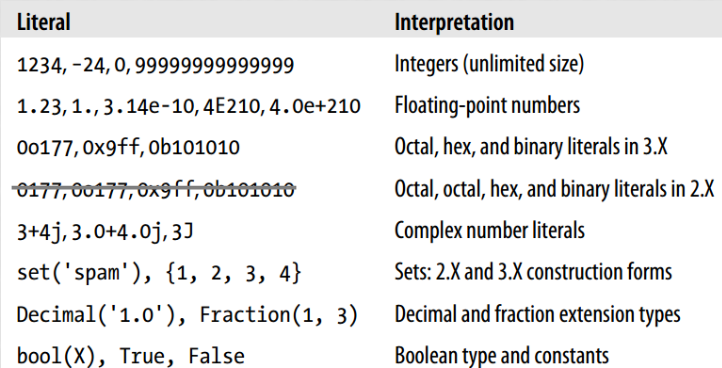 Literal Interpretation
1234, -24, 0, 99999999999999 Integers (unlimited size)
1.23, 1., 3.14e-10, 4E210, 4.0e+210 Floating-point numbers
0o177, 0x9ff, 0b101010 Octal, hex, and binary literals in 3.X
0177, 0o177, 0x9ff, 0b101010 Octal, octal, hex, and binary literals in 2.X
3+4j, 3.0+4.0j, 3J Complex number literals
set('spam'), {1, 2, 3, 4} Sets: 2.X and 3.X construction forms
Decimal('1.0'), Fraction(1, 3) Decimal and fraction extension types
bool(X), True, False Boolean type and constants